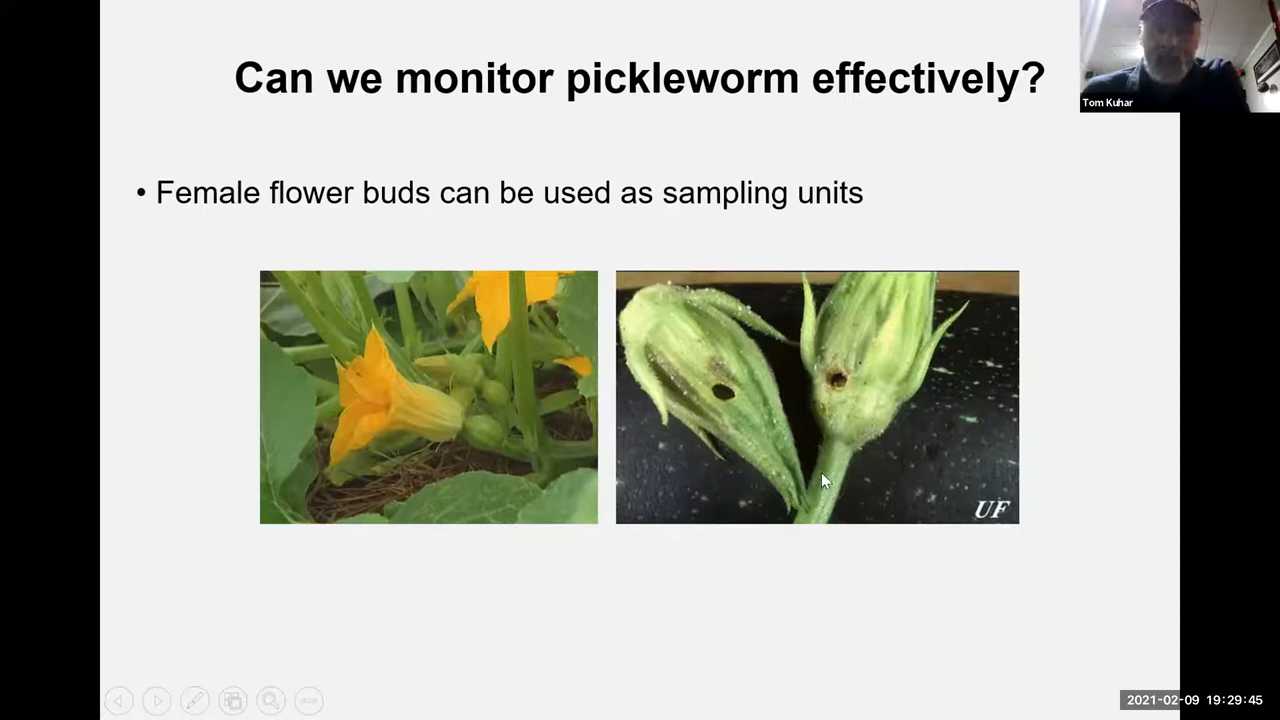 Can we monitor pickleworm effectively?
Tom Kuhar
• Female flower buds can be used as sampling units
UF
2021-02-09 19:29:45